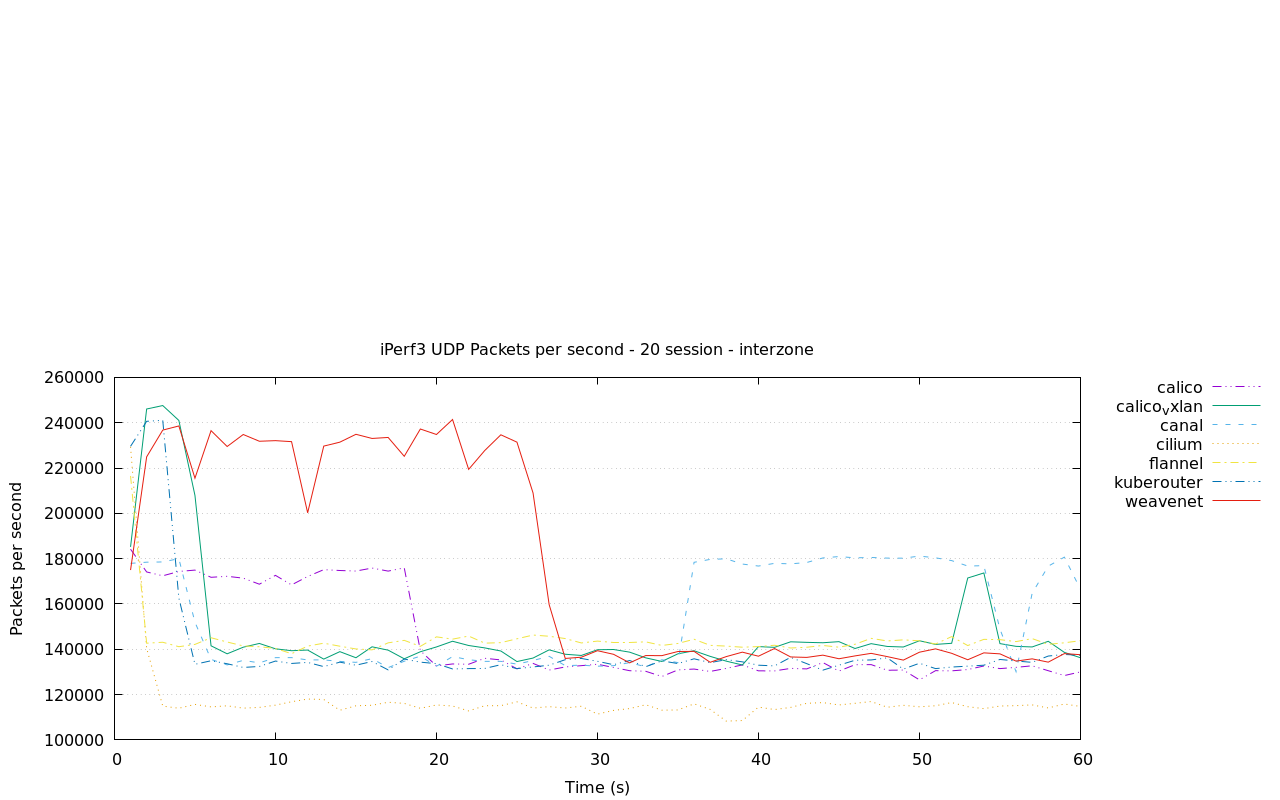 iPerf3 UDP Packets per second - 20 session - interzone
260000
240000
220000
200000
180000
160000
140000
120000
100000
Packets per second
0 10 20 30 40 50 60
Time (s)
calico
calicovxlan
canal
cilium
flannel
kuberouter
weavenet